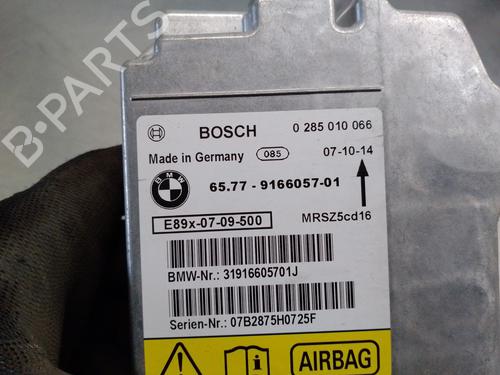 B-PARTS
BOSCH 0 285 010 066
Made in Germany 085 07-10-14
BMW 65.77 - 9166057-01
E89x-07-09-500 MRSZ5cd16
BMW-Nr.: 31916605701J
Serien-Nr.: 07B2875H0725F
AIRBAG